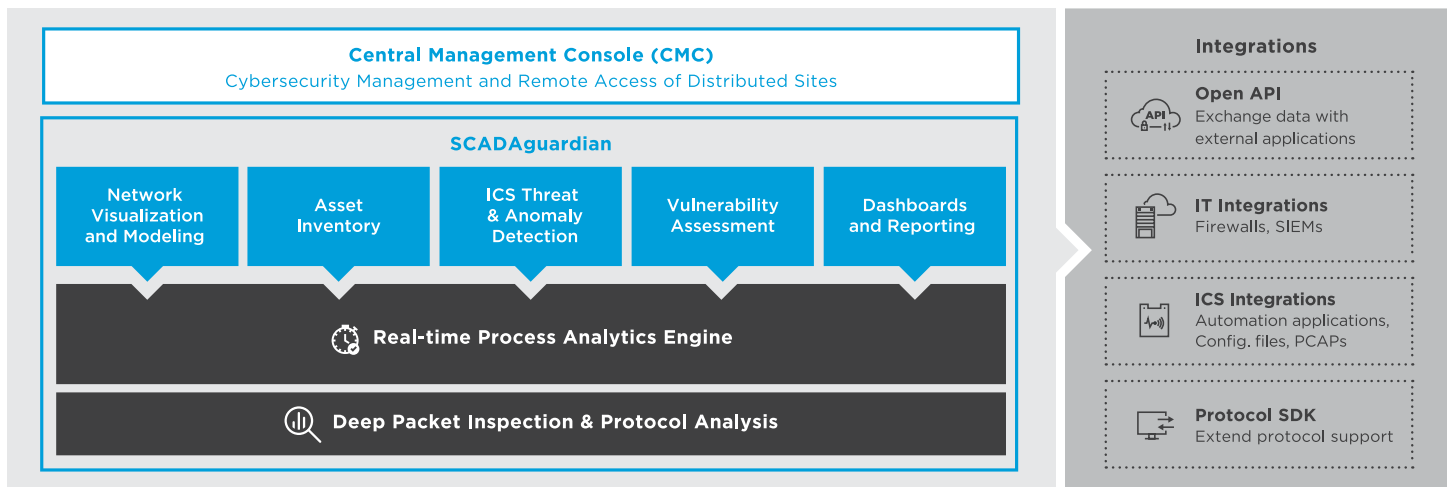 Central Management Console (CMC)
Cybersecurity Management and Remote Access of Distributed Sites
SCADAguardian
Network
Visualization
and Modeling
Asset
Inventory
ICS Threat
& Anomaly
Detection
Vulnerability
Assessment
Dashboards
and Reporting
Real-time Process Analytics Engine
Deep Packet Inspection & Protocol Analysis
Integrations
API
Open API
Exchange data with
external applications
IT Integrations
Firewalls, SIEMs
ICS Integrations
Automation applications,
Config. files, PCAPs
Protocol SDK
Extend protocol support